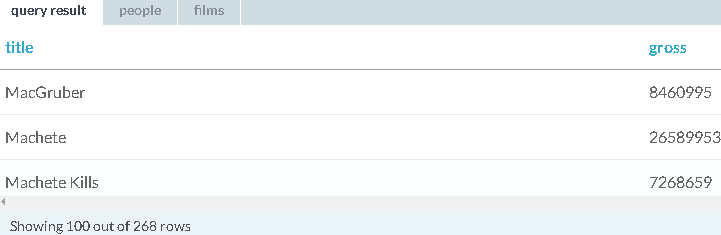 query result people films
title gross
MacGruber 8460995
Machete 26589953
Machete Kills 7268659
Showing 100 out of 268 rows